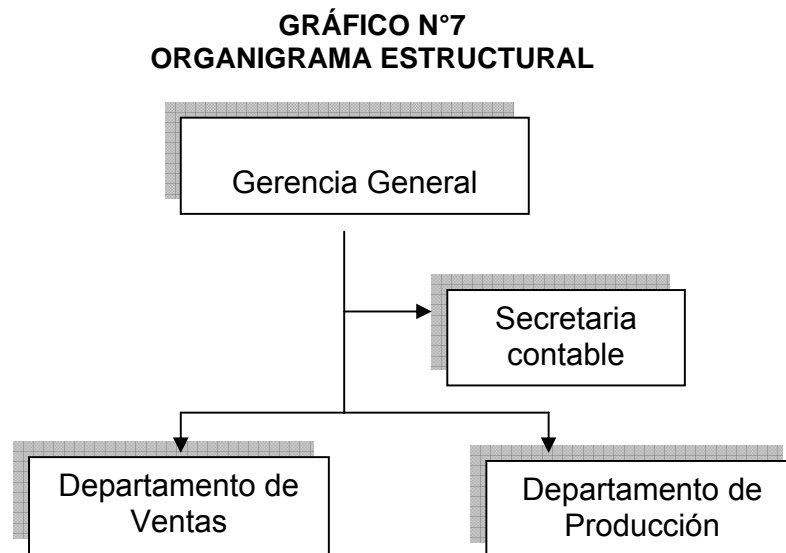 GRÁFICO N°7
ORGANIGRAMA ESTRUCTURAL
Gerencia General
Secretaria
contable
Departamento de
Ventas
Departamento de
Producción